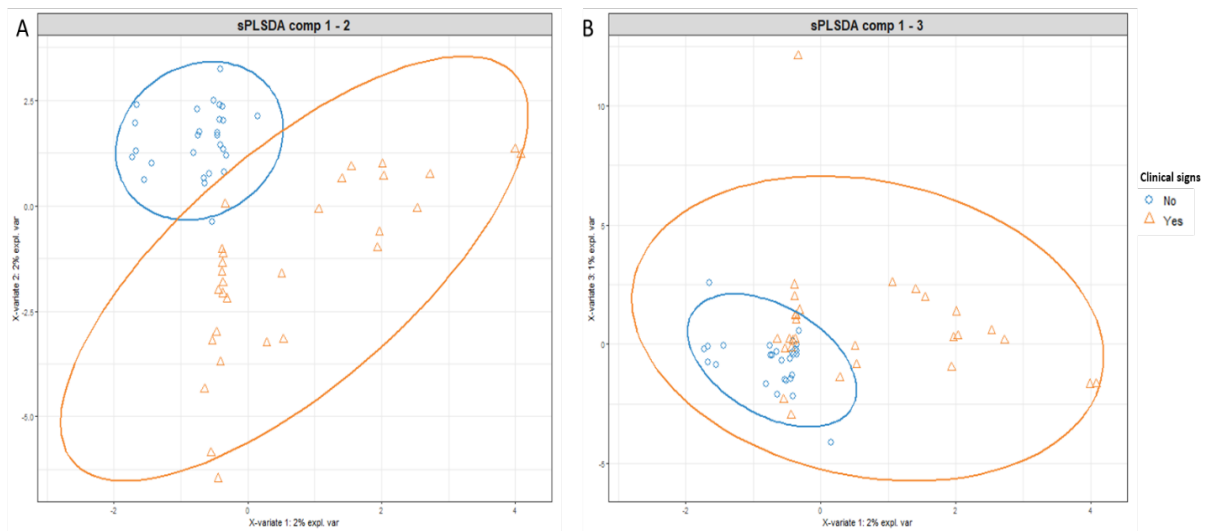 A
sPLSDA comp 1 - 2
2.5
0.0
-2.5
-5.0
X-variate 2: 2% expl. var
-2
0
2
4
X-variate 1: 2% expl. var
B
sPLSDA comp 1 - 3
10
5
0
-5
X-variate 3: 1% expl. var
-2
0
2
4
X-variate 1: 2% expl. var
Clinical signs
No
Yes